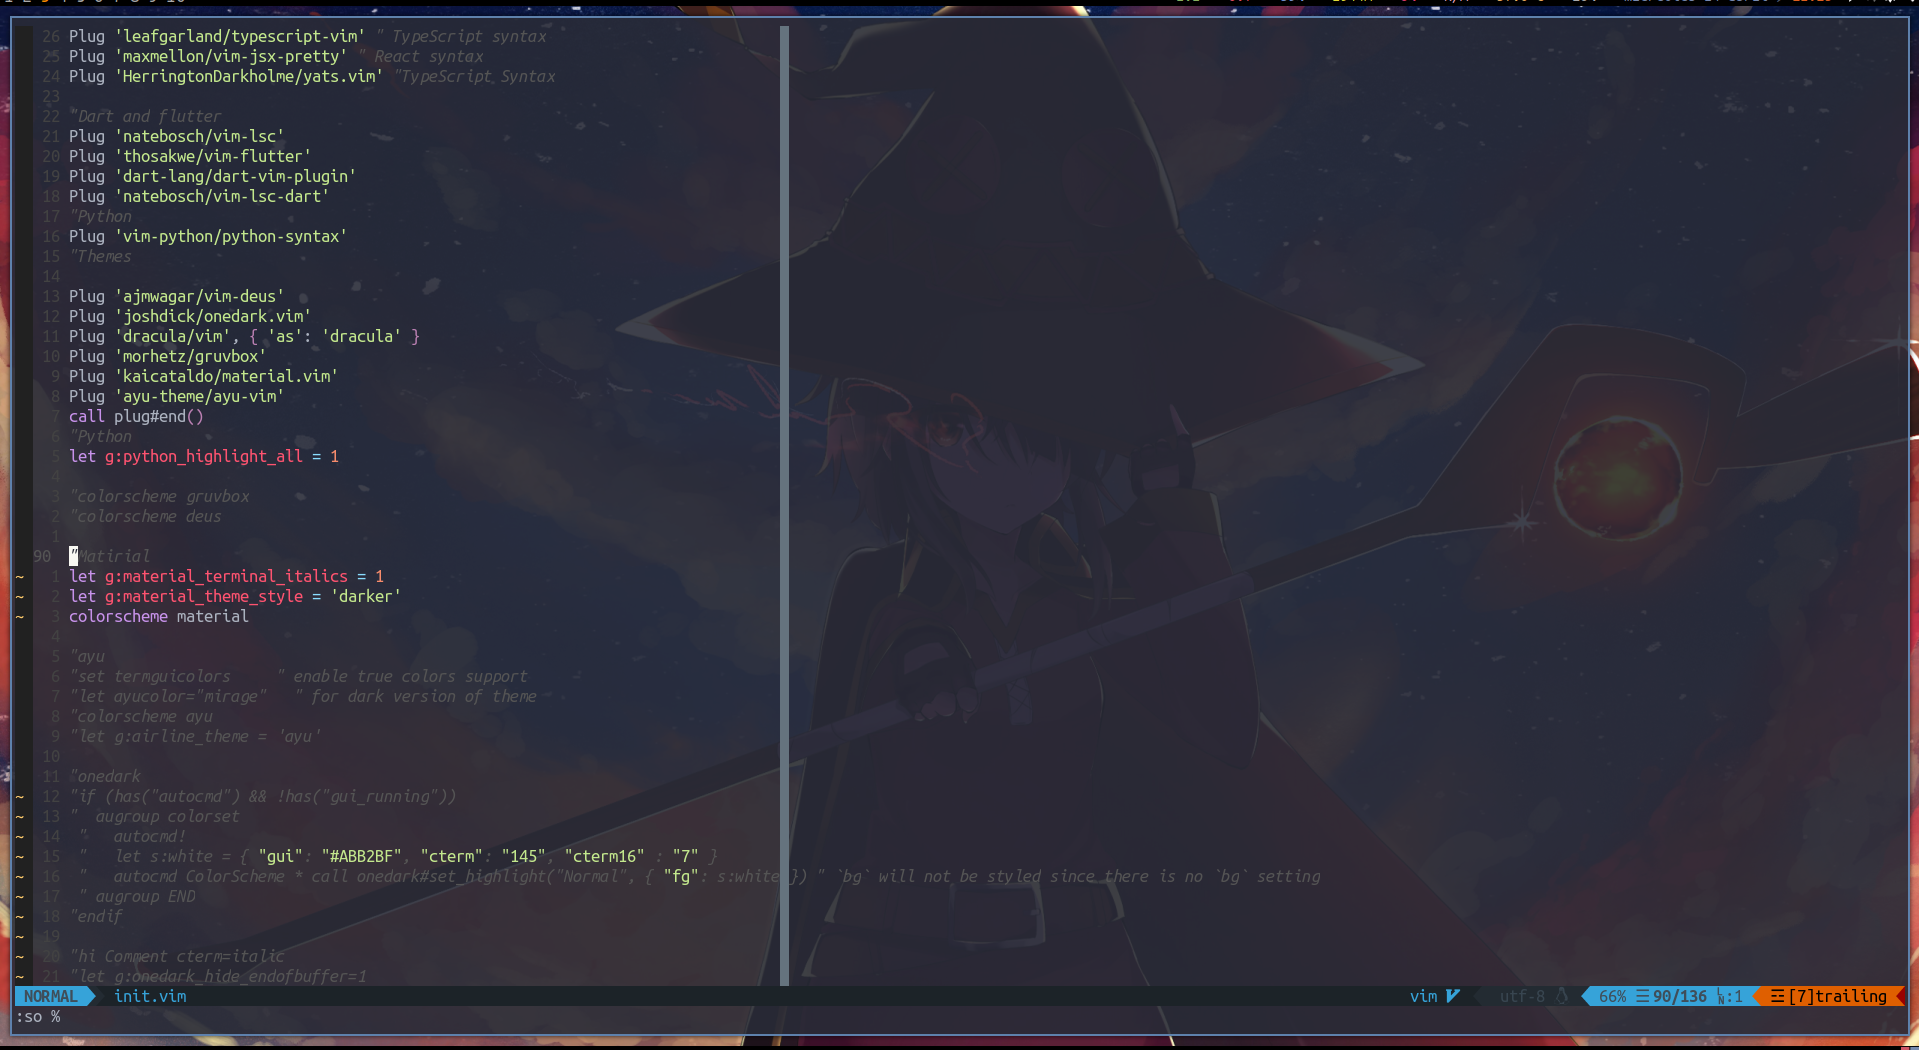 26 Plug 'leafgarland/typescript-vim' " TypeScript syntax
25 Plug 'maxmellon/vim-jsx-pretty' " React syntax
24 Plug 'HerringtonDarkholme/yats.vim' "TypeScript Syntax
23
22 "Dart and flutter
21 Plug 'natebosch/vim-lsc'
20 Plug 'thosakwe/vim-flutter'
19 Plug 'dart-lang/dart-vim-plugin'
18 Plug 'natebosch/vim-lsc-dart'
17 "Python
16 Plug 'vim-python/python-syntax'
15 "Themes
14
13 Plug 'ajmwagar/vim-deus'
12 Plug 'joshdick/onedark.vim'
11 Plug 'dracula/vim', { 'as': 'dracula' }
10 Plug 'morhetz/gruvbox'
9 Plug 'kaicataldo/material.vim'
8 Plug 'ayu-theme/ayu-vim'
7 call plug#end()
6 "Python
5 let g:python_highlight_all = 1
4
3 "colorscheme gruvbox
2 "colorscheme deus
1
90 "Matirial
~ 1 let g:material_terminal_italics = 1
~ 2 let g:material_theme_style = 'darker'
~ 3 colorscheme material
4
5 "ayu
6 "set termguicolors     " enable true colors support
7 "let ayucolor="mirage"   " for dark version of theme
8 "colorscheme ayu
9 "let g:airline_theme = 'ayu'
10
11 "onedark
~ 12 "if (has("autocmd") && !has("gui_running"))
~ 13 "  augroup colorset
~ 14  "   autocmd!
~ 15  "   let s:white = { "gui": "#ABB2BF", "cterm": "145", "cterm16" : "7" }
~ 16  "   autocmd ColorScheme * call onedark#set_highlight("Normal", { "fg": s:white }) " `bg` will not be styled since there is no `bg` setting
~ 17  " augroup END
~ 18 "endif
~ 19
~ 20 "hi Comment cterm=italic
~ 21 "let g:onedark_hide_endofbuffer=1
NORMAL init.vim vim utf-8 66% ☰ 90/136 :1 [7]trailing
:so %